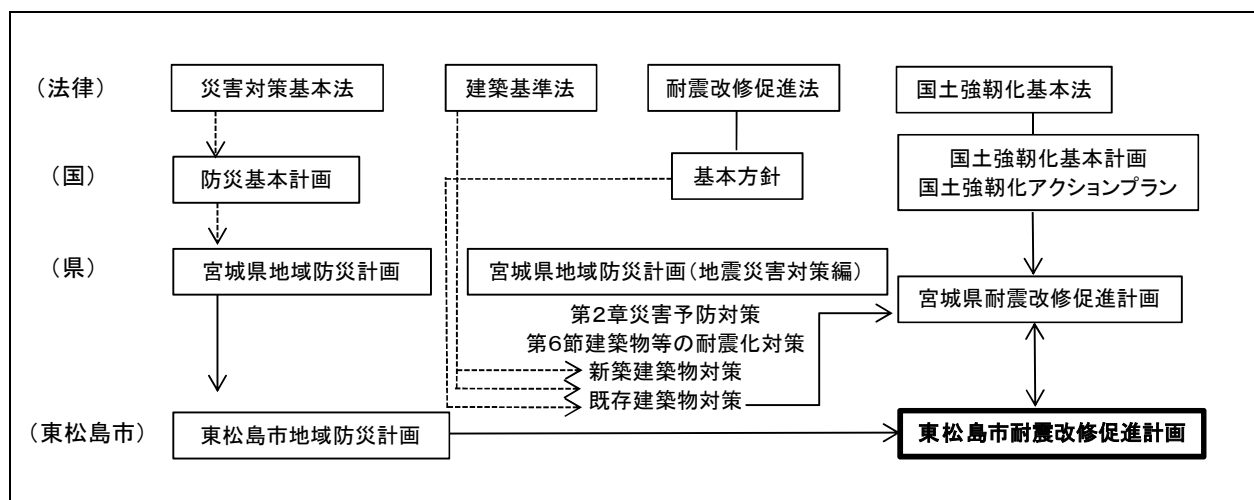 (法律) 災害対策基本法 建築基準法 耐震改修促進法 国土強靱化基本法
(国) 防災基本計画 基本方針 国土強靱化基本計画
国土強靱化アクションプラン
(県) 宮城県地域防災計画 宮城県地域防災計画(地震災害対策編)
宮城県耐震改修促進計画
第2章災害予防対策
第6節建築物等の耐震化対策
新築建築物対策
既存建築物対策
(東松島市) 東松島市地域防災計画 東松島市耐震改修促進計画